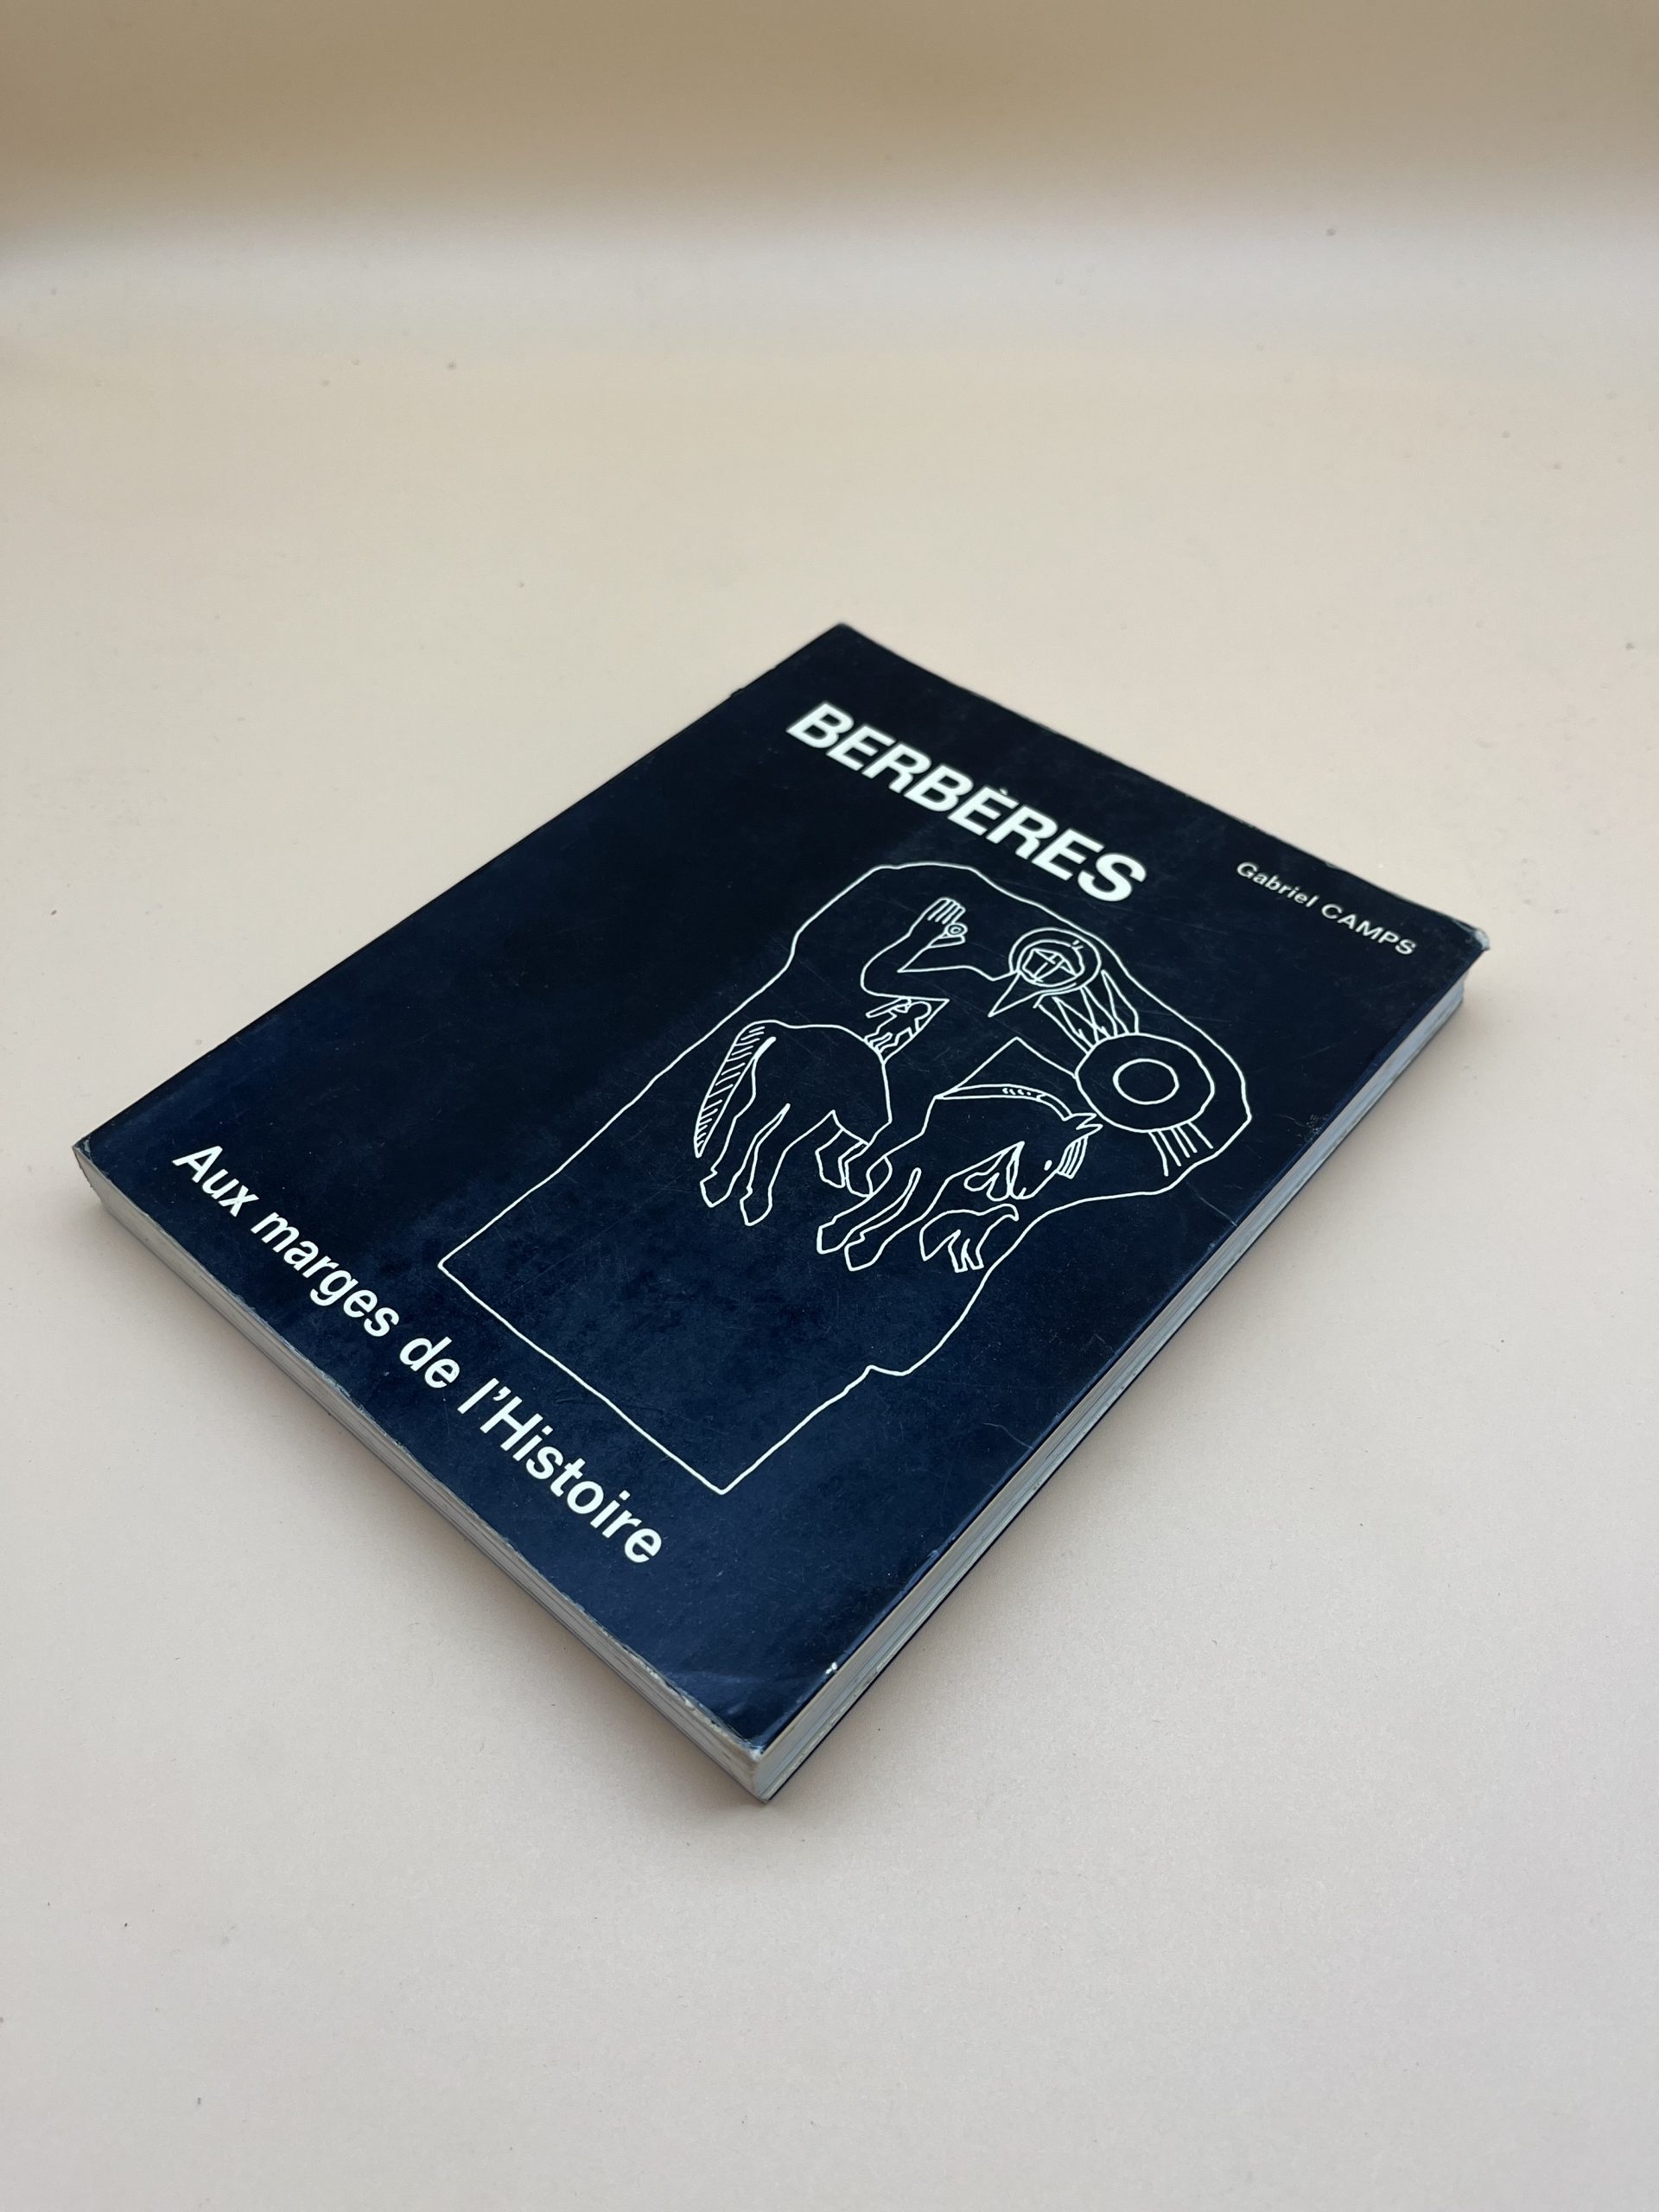 Gabriel CAMPS
BERBÈRES
Aux marges de l'Histoire